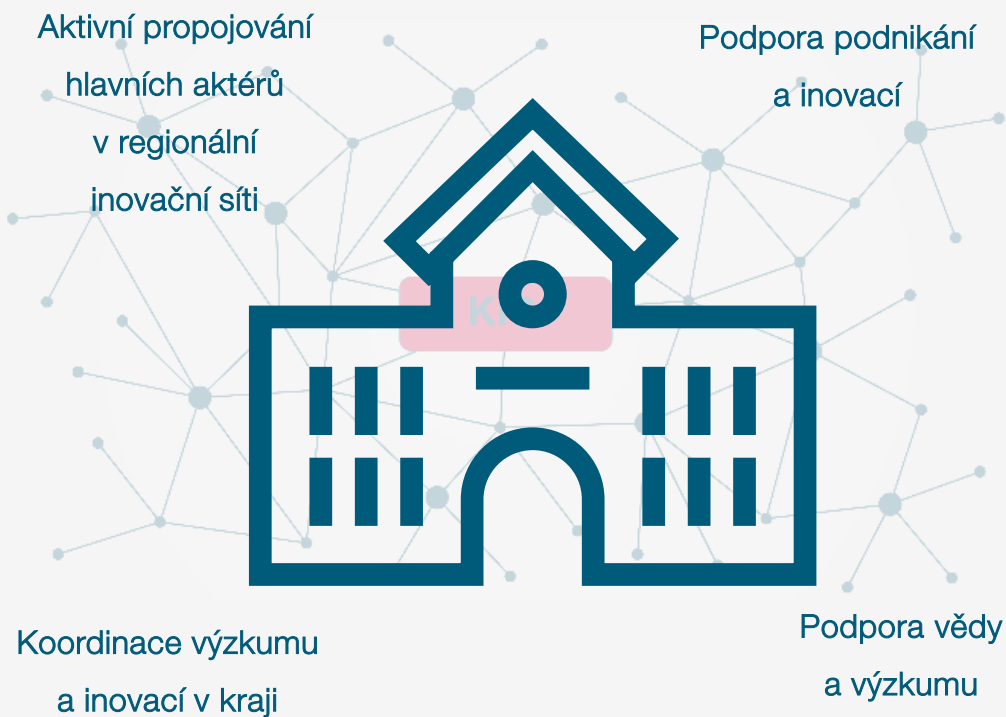 Aktivní propojování
hlavních aktérů
v regionální
inovační síti
Podpora podnikání
a inovací
Koordinace výzkumu
a inovací v kraji
Podpora vědy
a výzkumu